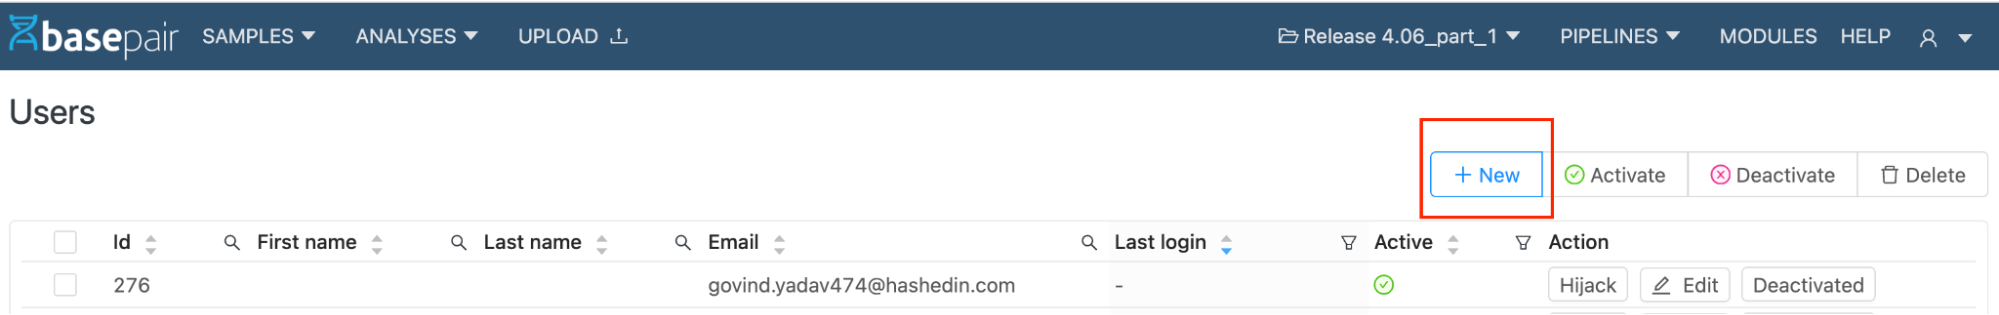 basepair SAMPLES ANALYSES UPLOAD Release 4.06_part_1 PIPELINES MODULES HELP
Users
+ New Activate Deactivate Delete
Id First name Last name Email Last login Active Action
276 govind.yadav474@hashedin.com - Hijack Edit Deactivated